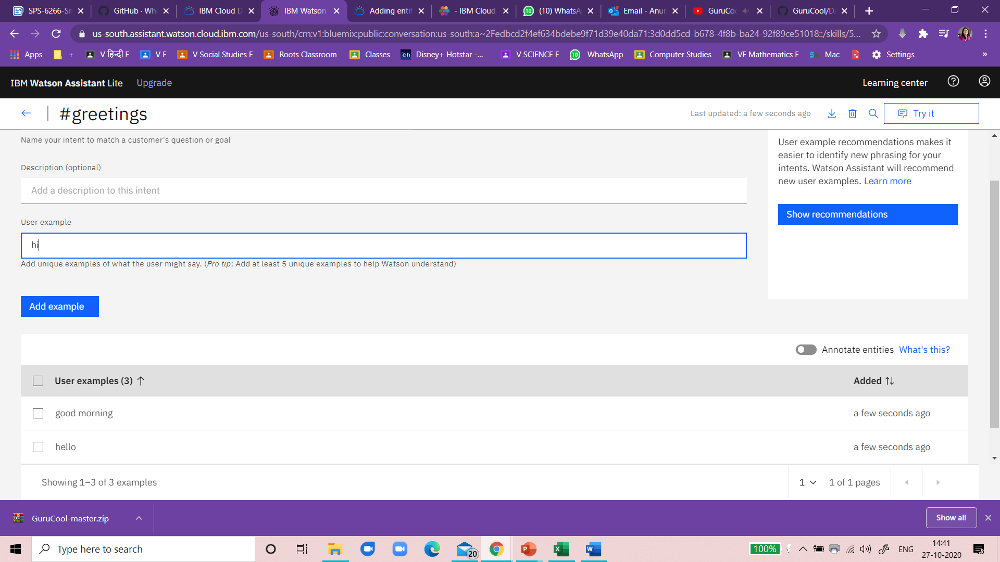 SPS-6266-Sm
GitHub · Whe
IBM Cloud D
IBM Watson
Adding entit
- IBM Cloud
(10) WhatsA
Email - Anur
GuruCoo
GuruCool/Da
us-south.assistant.watson.cloud.ibm.com/us-south/crn:v1:bluemix:public:conversation:us-south:a~2Fedbcd2f4ef634bdebe9f71d39e40da71:3d0dd5cd-b678-4f8b-ba24-92f89ce51018::/skills/5...
Apps + V हिन्दी F V F V Social Studies F Roots Classroom Classes Disney+ Hotstar -... V SCIENCE F WhatsApp Computer Studies VF Mathematics F Mac Settings »
IBM Watson Assistant Lite Upgrade Learning center
#greetings
Last updated: a few seconds ago
Try it
Name your intent to match a customer's question or goal
Description (optional)
Add a description to this intent
User example
hi
Add unique examples of what the user might say. (Pro tip: Add at least 5 unique examples to help Watson understand)
Add example
User example recommendations makes it
easier to identify new phrasing for your
intents. Watson Assistant will recommend
new user examples. Learn more
Show recommendations
Annotate entities What's this?
User examples (3) Added
good morning a few seconds ago
hello a few seconds ago
Showing 1–3 of 3 examples 1 1 of 1 pages
GuruCool-master.zip Show all
Type here to search
20
100%
ENG
14:41
27-10-2020